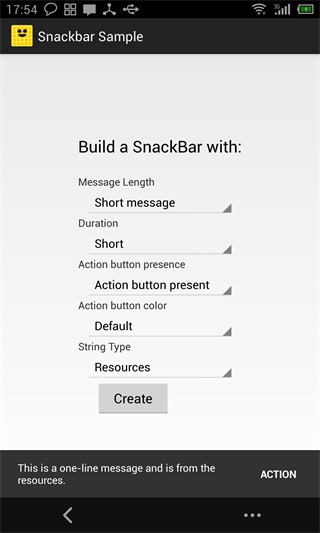 17:54
3G
Snackbar Sample
Build a SnackBar with:
Message Length
Short message
Duration
Short
Action button presence
Action button present
Action button color
Default
String Type
Resources
Create
This is a one-line message and is from the
resources.
ACTION